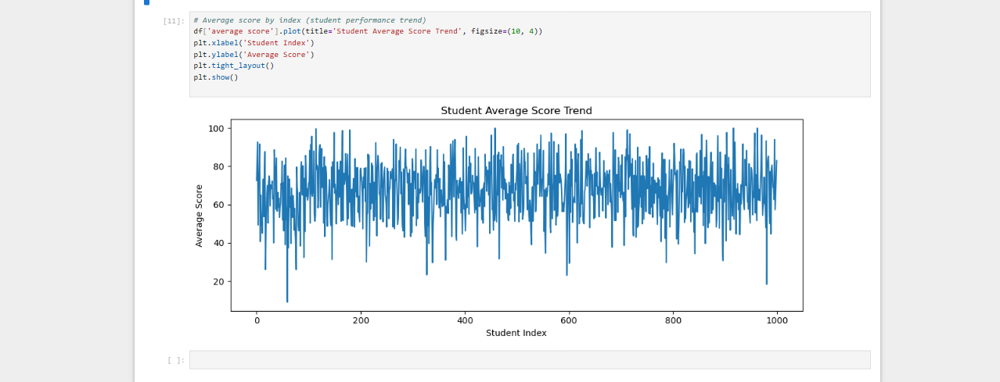 [11]:
# Average score by index (student performance trend)
df['average score'].plot(title='Student Average Score Trend', figsize=(10, 4))
plt.xlabel('Student Index')
plt.ylabel('Average Score')
plt.tight_layout()
plt.show()
Student Average Score Trend
100
80
60
40
20
Average Score
0
200
400
600
800
1000
Student Index
[ ]: